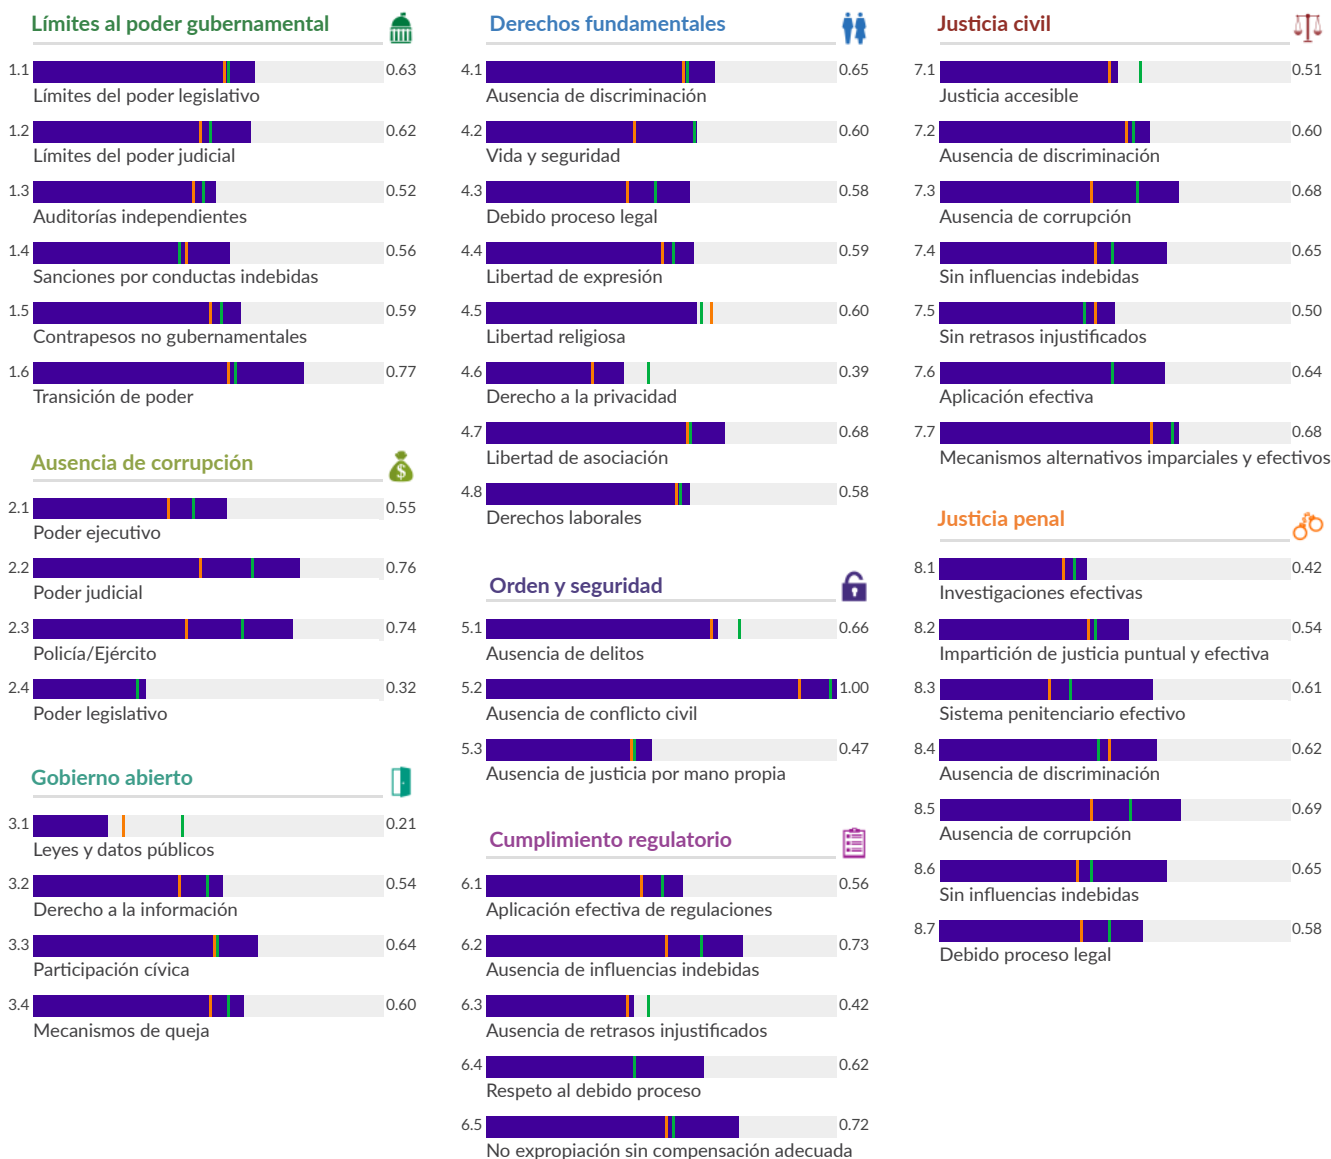 Límites al poder gubernamental
1.1 0.63
Límites del poder legislativo
1.2 0.62
Límites del poder judicial
1.3 0.52
Auditorías independientes
1.4 0.56
Sanciones por conductas indebidas
1.5 0.59
Contrapesos no gubernamentales
1.6 0.77
Transición de poder
Ausencia de corrupción
$
2.1 0.55
Poder ejecutivo
2.2 0.76
Poder judicial
2.3 0.74
Policía/Ejército
2.4 0.32
Poder legislativo
Gobierno abierto
3.1 0.21
Leyes y datos públicos
3.2 0.54
Derecho a la información
3.3 0.64
Participación cívica
3.4 0.60
Mecanismos de queja
Derechos fundamentales
4.1 0.65
Ausencia de discriminación
4.2 0.60
Vida y seguridad
4.3 0.58
Debido proceso legal
4.4 0.59
Libertad de expresión
4.5 0.60
Libertad religiosa
4.6 0.39
Derecho a la privacidad
4.7 0.68
Libertad de asociación
4.8 0.58
Derechos laborales
Orden y seguridad
5.1 0.66
Ausencia de delitos
5.2 1.00
Ausencia de conflicto civil
5.3 0.47
Ausencia de justicia por mano propia
Cumplimiento regulatorio
6.1 0.56
Aplicación efectiva de regulaciones
6.2 0.73
Ausencia de influencias indebidas
6.3 0.42
Ausencia de retrasos injustificados
6.4 0.62
Respeto al debido proceso
6.5 0.72
No expropiación sin compensación adecuada
Justicia civil
7.1 0.51
Justicia accesible
7.2 0.60
Ausencia de discriminación
7.3 0.68
Ausencia de corrupción
7.4 0.65
Sin influencias indebidas
7.5 0.50
Sin retrasos injustificados
7.6 0.64
Aplicación efectiva
7.7 0.68
Mecanismos alternativos imparciales y efectivos
Justicia penal
8.1 0.42
Investigaciones efectivas
8.2 0.54
Impartición de justicia puntual y efectiva
8.3 0.61
Sistema penitenciario efectivo
8.4 0.62
Ausencia de discriminación
8.5 0.69
Ausencia de corrupción
8.6 0.65
Sin influencias indebidas
8.7 0.58
Debido proceso legal